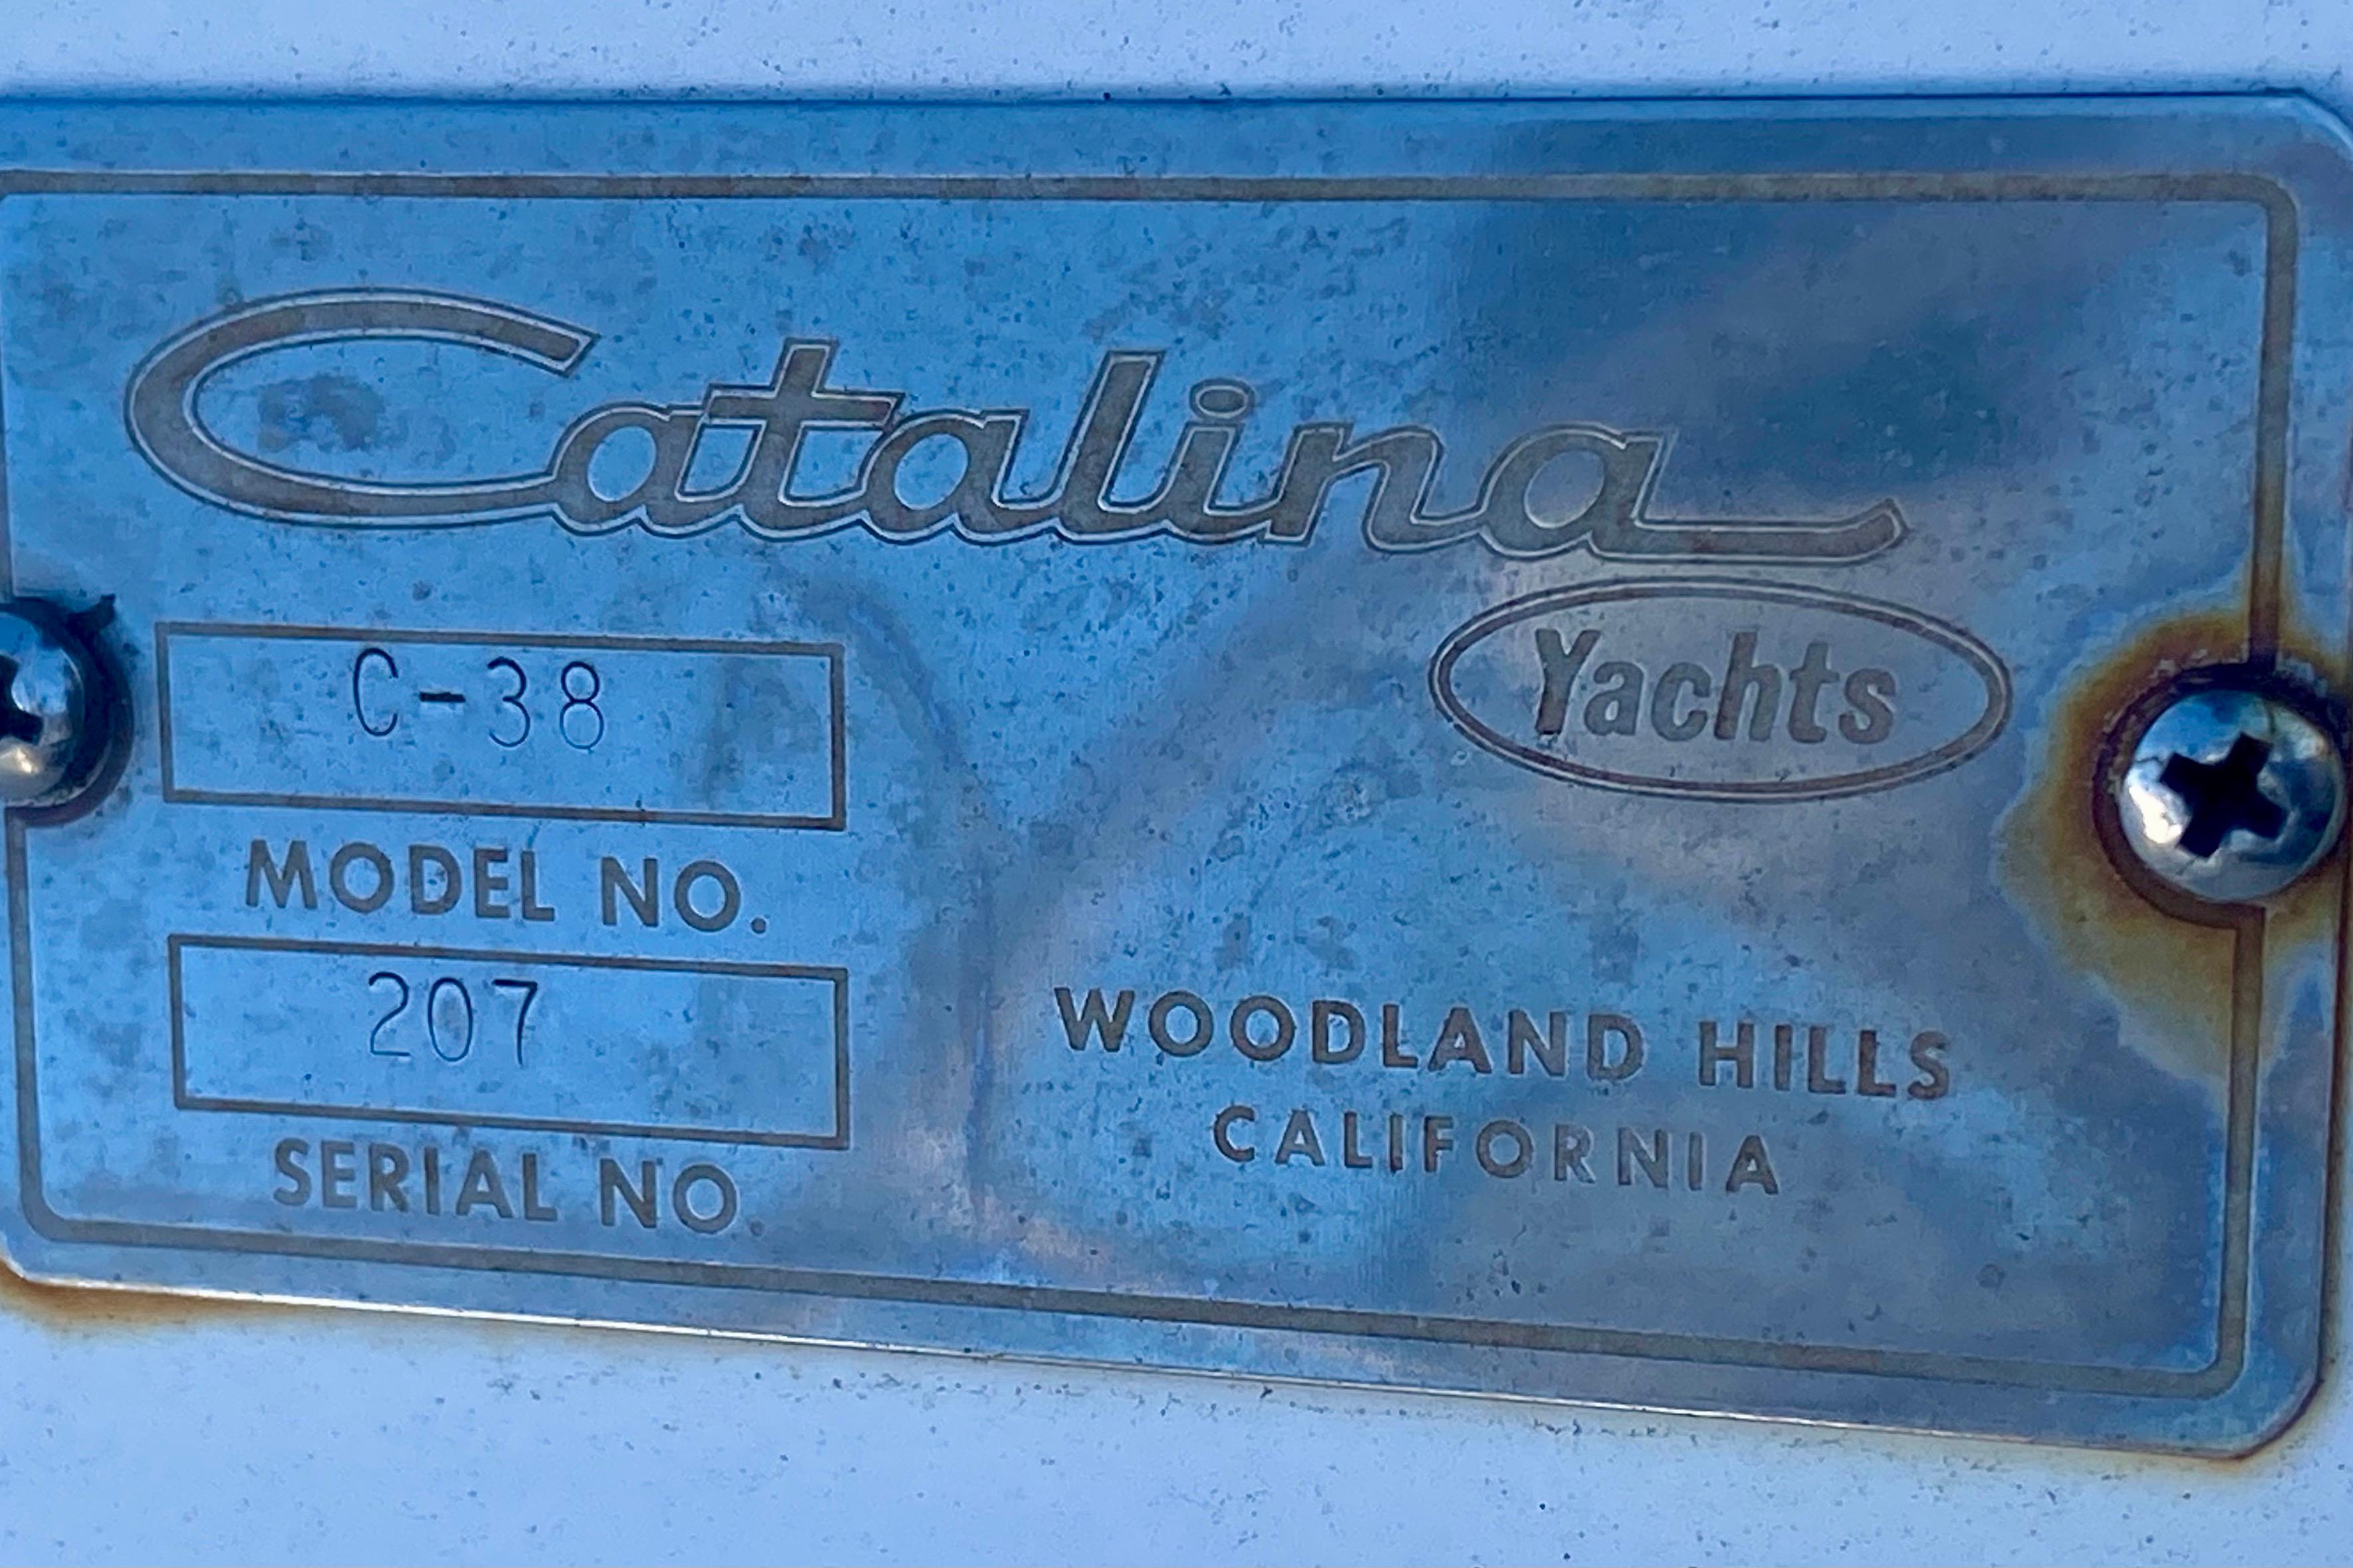 Catalina
Yachts
C-38
MODEL NO.
207
SERIAL NO.
WOODLAND HILLS
CALIFORNIA